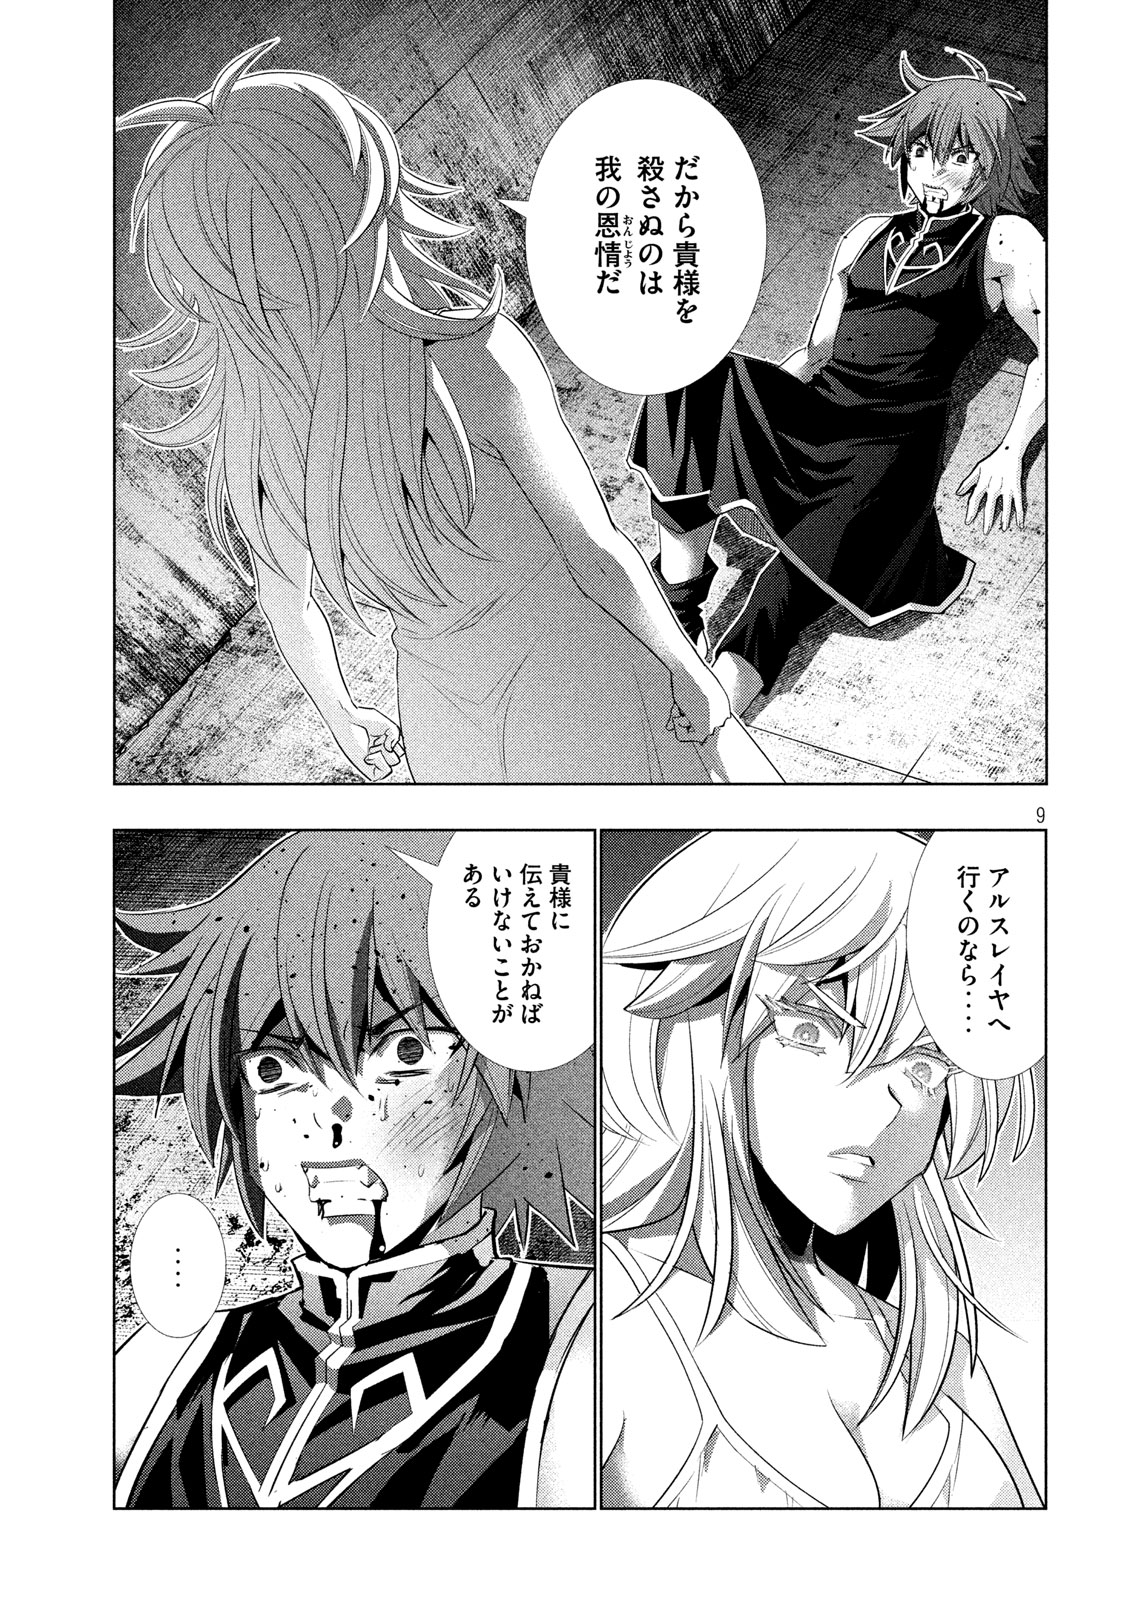 だから貴様を
殺さぬのは
我の恩情だ
おんじょう
9
アルスレイヤへ
行くのなら‥‥
貴様に
伝えておかねば
いけないことが
ある
‥‥